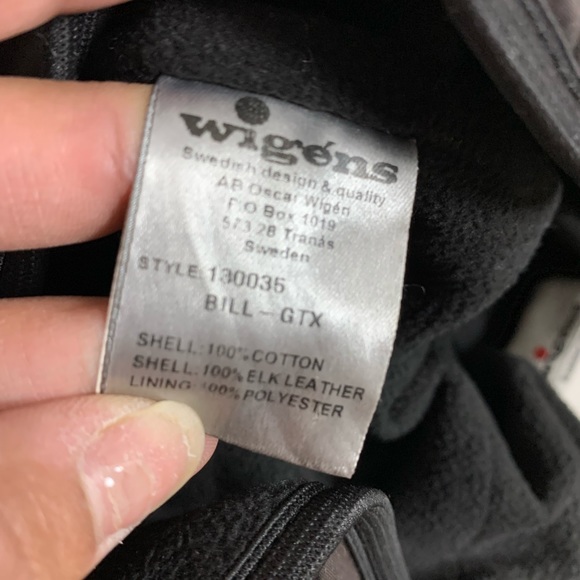 wigéns
Swedish design & quality
AB Oscar Wigén
P.O Box 1019
573 28 Tranås
Sweden
STYLE: 130035
BILL - GTX
SHELL: 100% COTTON
SHELL: 100% ELK LEATHER
LINING: 100% POLYESTER